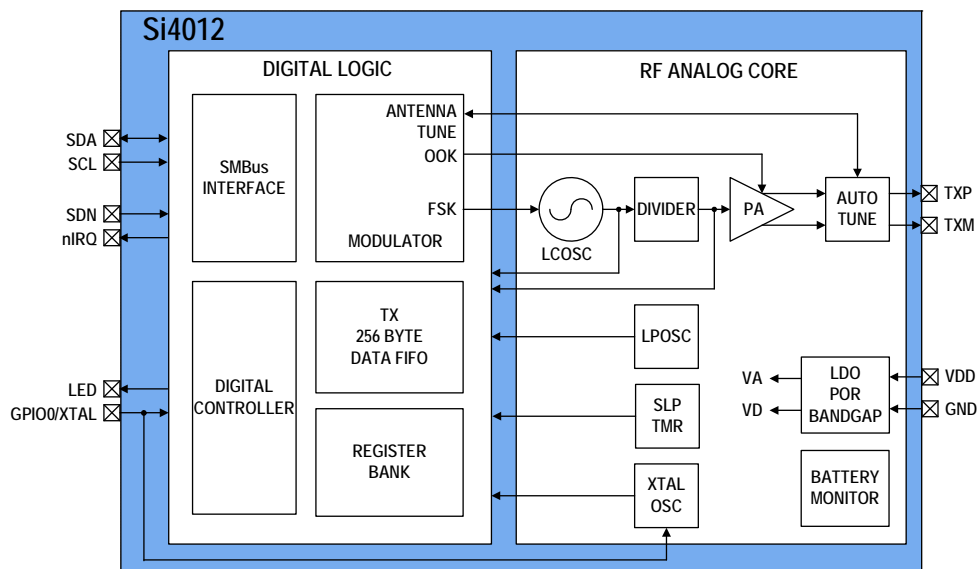 Si4012
DIGITAL LOGIC
RF ANALOG CORE
SDA
SCL
SDN
nIRQ
LED
GPIO0/XTAL
SMBus
INTERFACE
ANTENNA
TUNE
OOK
FSK
MODULATOR
DIGITAL
CONTROLLER
TX
256 BYTE
DATA FIFO
REGISTER
BANK
LCOSC
DIVIDER
PA
AUTO
TUNE
TXP
TXM
LPOSC
SLP
TMR
XTAL
OSC
VA
VD
LDO
POR
BANDGAP
VDD
GND
BATTERY
MONITOR